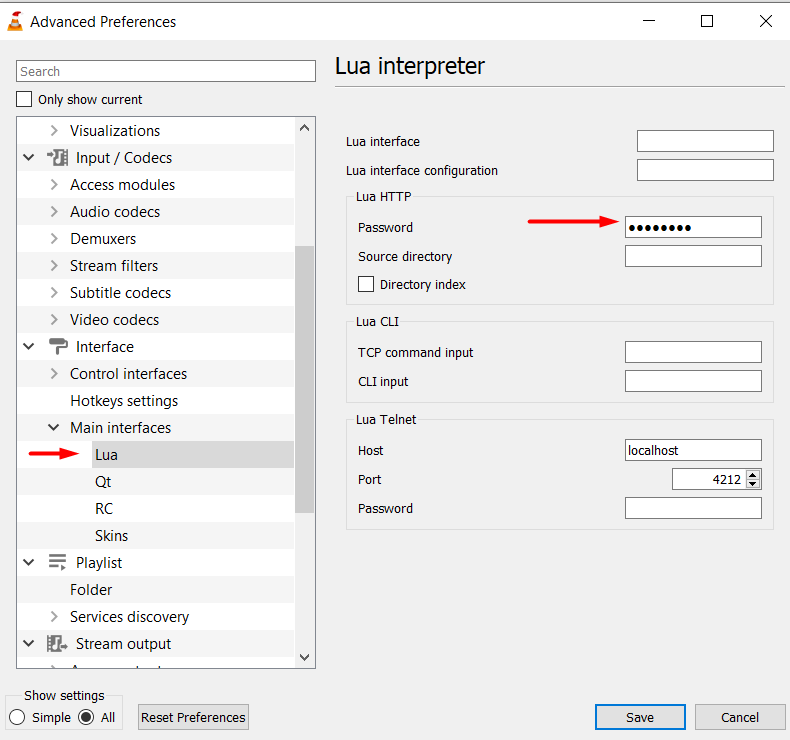 Advanced Preferences
Search
Only show current
Visualizations
Input / Codecs
Access modules
Audio codecs
Demuxers
Stream filters
Subtitle codecs
Video codecs
Interface
Control interfaces
Hotkeys settings
Main interfaces
Lua
Qt
RC
Skins
Playlist
Folder
Services discovery
Stream output
Lua interpreter
Lua interface
Lua interface configuration
Lua HTTP
Password ●●●●●●●●
Source directory
Directory index
Lua CLI
TCP command input
CLI input
Lua Telnet
Host localhost
Port 4212
Password
Show settings
Simple All
Reset Preferences
Save Cancel